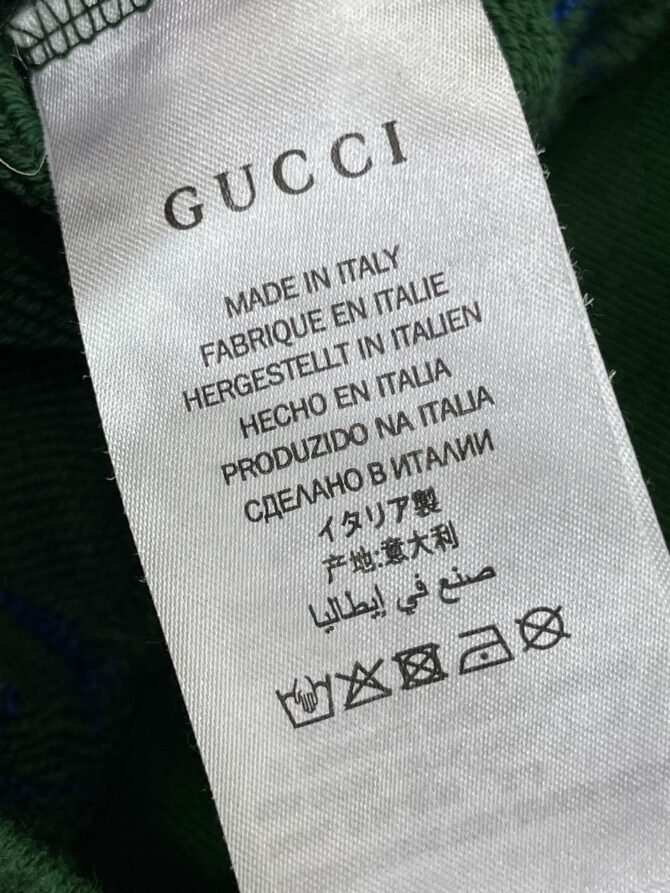 GUCCI
MADE IN ITALY
FABRIQUE EN ITALIE
HERGESTELLT IN ITALIEN
HECHO EN ITALIA
PRODUZIDO NA ITALIA
СДЕЛАНО В ИТАЛИИ
イタリア製
产地:意大利
صنع في إيطاليا